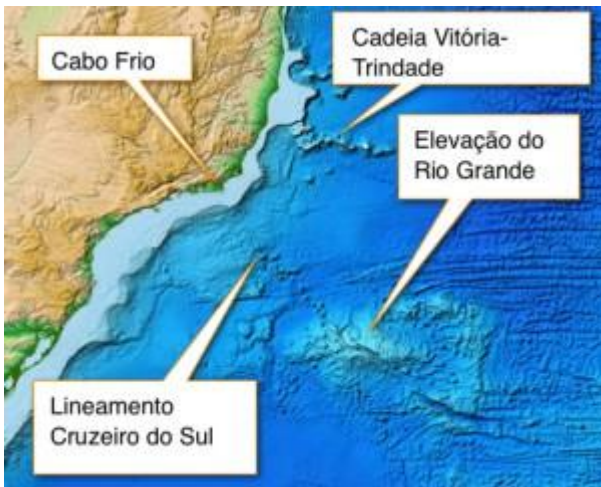 Cabo Frio
Cadeia Vitória-
Trindade
Elevação do
Rio Grande
Lineamento
Cruzeiro do Sul